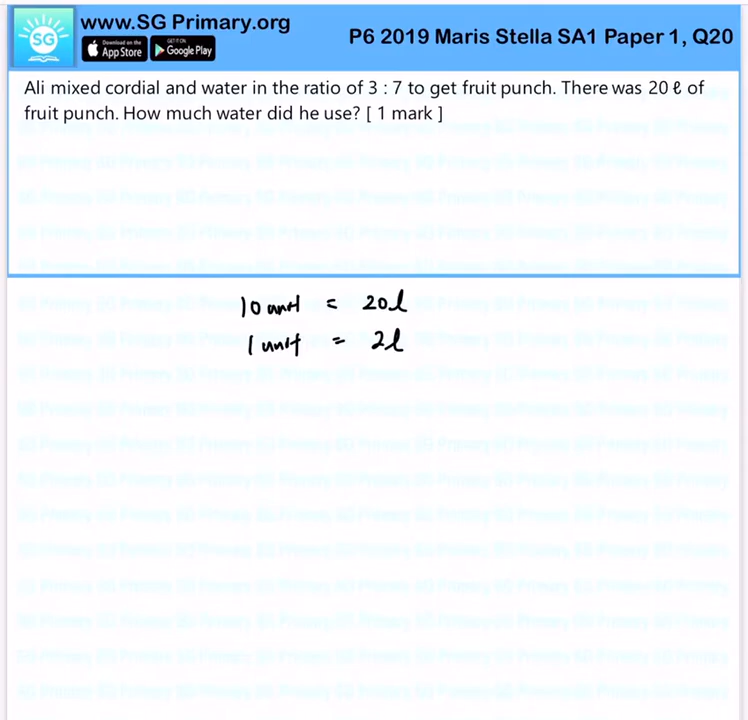 www.SG Primary.org
SG
Download on the App Store
GET IT ON Google Play
P6 2019 Maris Stella SA1 Paper 1, Q20
Ali mixed cordial and water in the ratio of 3 : 7 to get fruit punch. There was 20 ℓ of
fruit punch. How much water did he use? [ 1 mark ]
10 unit = 20l
1 unit = 2l